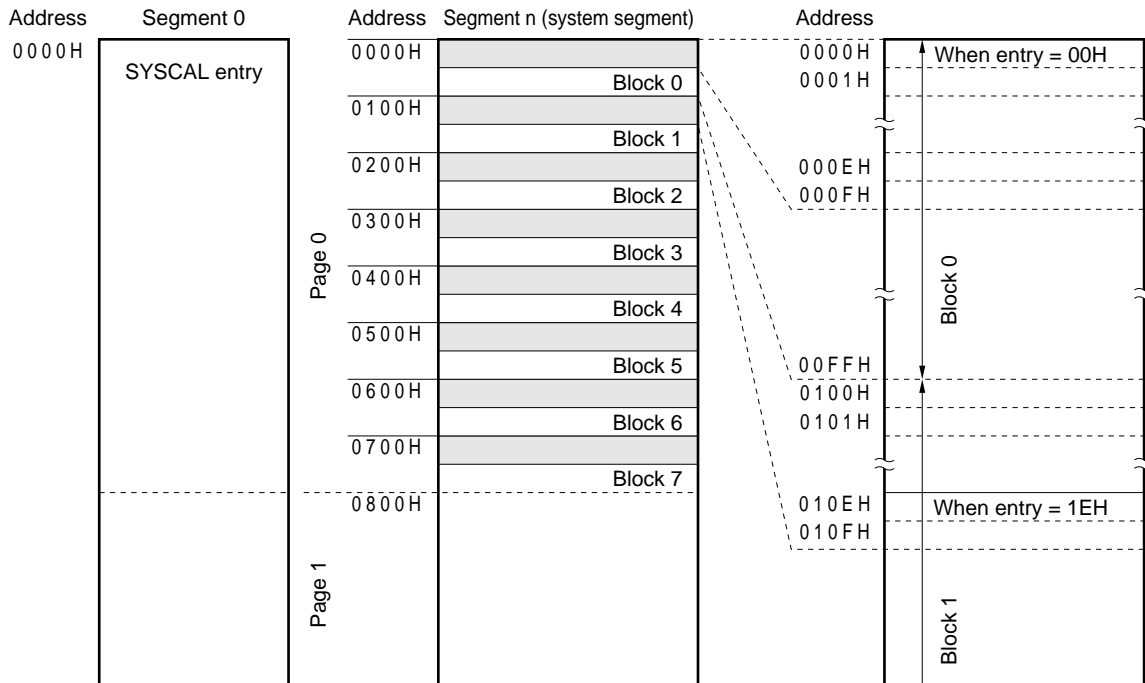 Address
Segment 0
0000H
SYSCAL entry
Address
Segment n (system segment)
0000H
Block 0
0100H
Block 1
0200H
Block 2
0300H
Block 3
0400H
Block 4
0500H
Block 5
0600H
Block 6
0700H
Block 7
0800H
Page 0
Page 1
Address
0000H
When entry = 00H
0001H
000EH
000FH
Block 0
00FFH
0100H
0101H
010EH
When entry = 1EH
010FH
Block 1